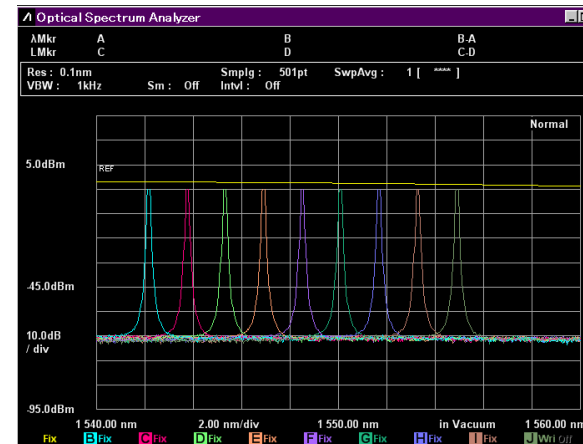 Optical Spectrum Analyzer
λMkr A B B-A
LMkr C D C-D
Res : 0.1nm Smplg : 501pt SwpAvg : 1 [ **** ]
VBW : 1kHz Sm : Off Intvl : Off
Normal
5.0dBm
REF
-45.0dBm
10.0dB
/ div
-95.0dBm
1 540.00 nm 2.00 nm/div 1 550.00 nm in Vacuum 1 560.00 nm
Fix B Fix C Fix D Fix E Fix F Fix G Fix H Fix I Fix J Wri Off